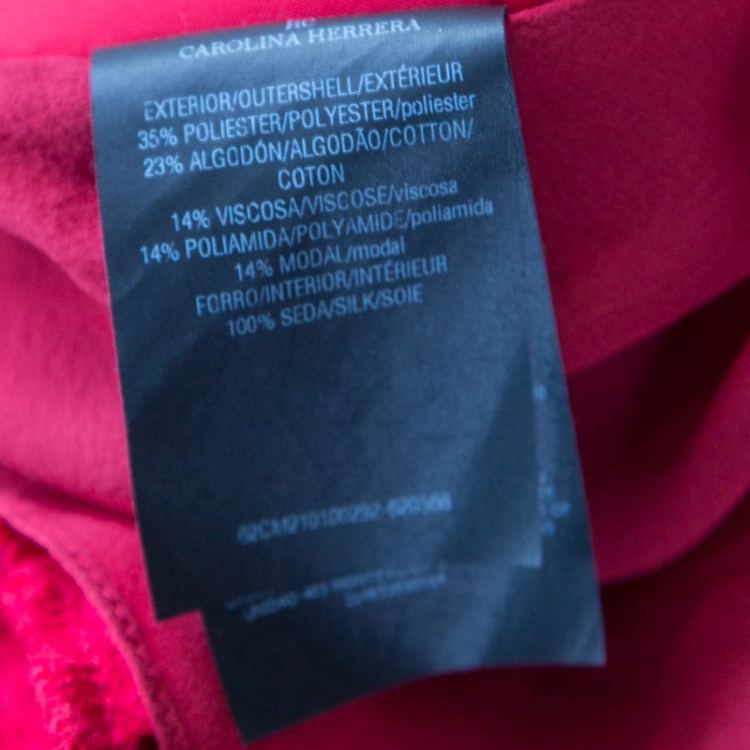 CAROLINA HERRERA
EXTERIOR/OUTERSHELL/EXTÉRIEUR
35% POLIESTER/POLYESTER/poliester
23% ALGODÓN/ALGODÃO/COTTON/
COTON
14% VISCOSA/VISCOSE/viscosa
14% POLIAMIDA/POLYAMIDE/poliamida
14% MODAL/modal
FORRO/INTERIOR/INTÉRIEUR
100% SEDA/SILK/SOIE
UNIDAD